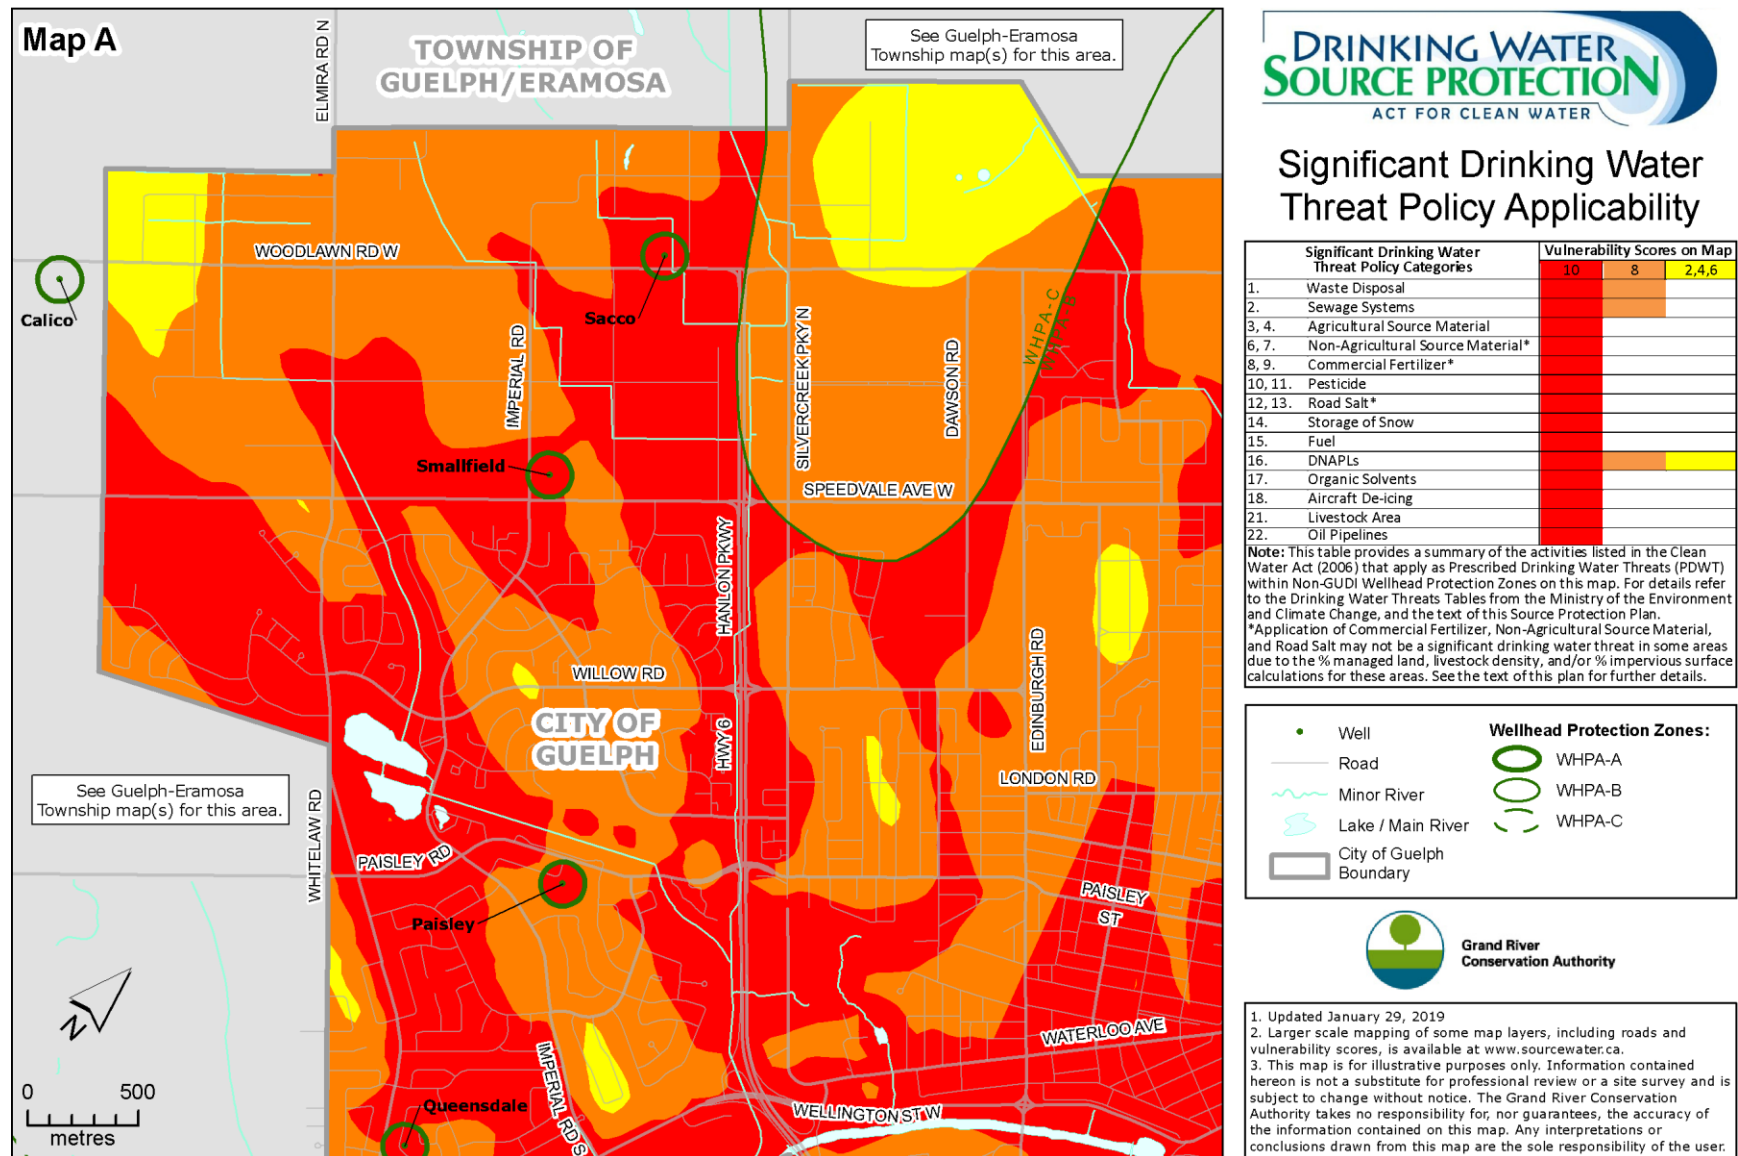 Map A
ELMIRA RD N
TOWNSHIP OF
GUELPH/ERAMOSA
See Guelph-Eramosa
Township map(s) for this area.
WOODLAWN RD W
Calico
Sacco
IMPERIAL RD
SILVERCREEK PKY N
DAWSON RD
WHPA-C
WHPA-B
Smallfield
SPEEDVALE AVE W
HANLON PKWY
WILLOW RD
EDINBURGH RD
CITY OF
GUELPH
HWY 6
LONDON RD
See Guelph-Eramosa
Township map(s) for this area.
WHITELAW RD
PAISLEY RD
PAISLEY
ST
Paisley
N
WATERLOO AVE
IMPERIAL RD S
0 500
metres
Queensdale
WELLINGTON ST W
DRINKING WATER
SOURCE PROTECTION
ACT FOR CLEAN WATER
Significant Drinking Water
Threat Policy Applicability
Significant Drinking Water Vulnerability Scores on Map
Threat Policy Categories 10 8 2,4,6
1. Waste Disposal
2. Sewage Systems
3, 4. Agricultural Source Material
6, 7. Non-Agricultural Source Material*
8, 9. Commercial Fertilizer*
10, 11. Pesticide
12, 13. Road Salt*
14. Storage of Snow
15. Fuel
16. DNAPLs
17. Organic Solvents
18. Aircraft De-icing
21. Livestock Area
22. Oil Pipelines
Note: This table provides a summary of the activities listed in the Clean
Water Act (2006) that apply as Prescribed Drinking Water Threats (PDWT)
within Non-GUDI Wellhead Protection Zones on this map. For details refer
to the Drinking Water Threats Tables from the Ministry of the Environment
and Climate Change, and the text of this Source Protection Plan.
*Application of Commercial Fertilizer, Non-Agricultural Source Material,
and Road Salt may not be a significant drinking water threat in some areas
due to the % managed land, livestock density, and/or % impervious surface
calculations for these areas. See the text of this plan for further details.
Well
Road
Minor River
Lake / Main River
City of Guelph
Boundary
Wellhead Protection Zones:
WHPA-A
WHPA-B
WHPA-C
Grand River
Conservation Authority
1. Updated January 29, 2019
2. Larger scale mapping of some map layers, including roads and
vulnerability scores, is available at www.sourcewater.ca.
3. This map is for illustrative purposes only. Information contained
hereon is not a substitute for professional review or a site survey and is
subject to change without notice. The Grand River Conservation
Authority takes no responsibility for, nor guarantees, the accuracy of
the information contained on this map. Any interpretations or
conclusions drawn from this map are the sole responsibility of the user.